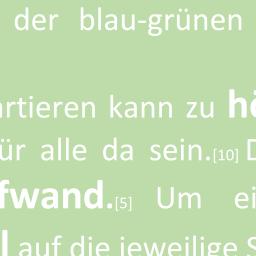 der blau-grünen
artieren kann zu hö
ür alle da sein.[10] D
fwand.[5] Um ei
l auf die jeweilige S